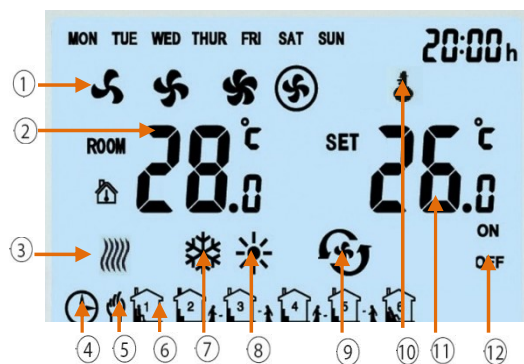 MON TUE WED THUR FRI SAT SUN 20:00 h
①
② ROOM 28.0 °C SET 26.0 °C
ON
③ OFF
1 2 3 4 5 6
④ ⑤ ⑥ ⑦ ⑧ ⑨ ⑩ ⑪ ⑫